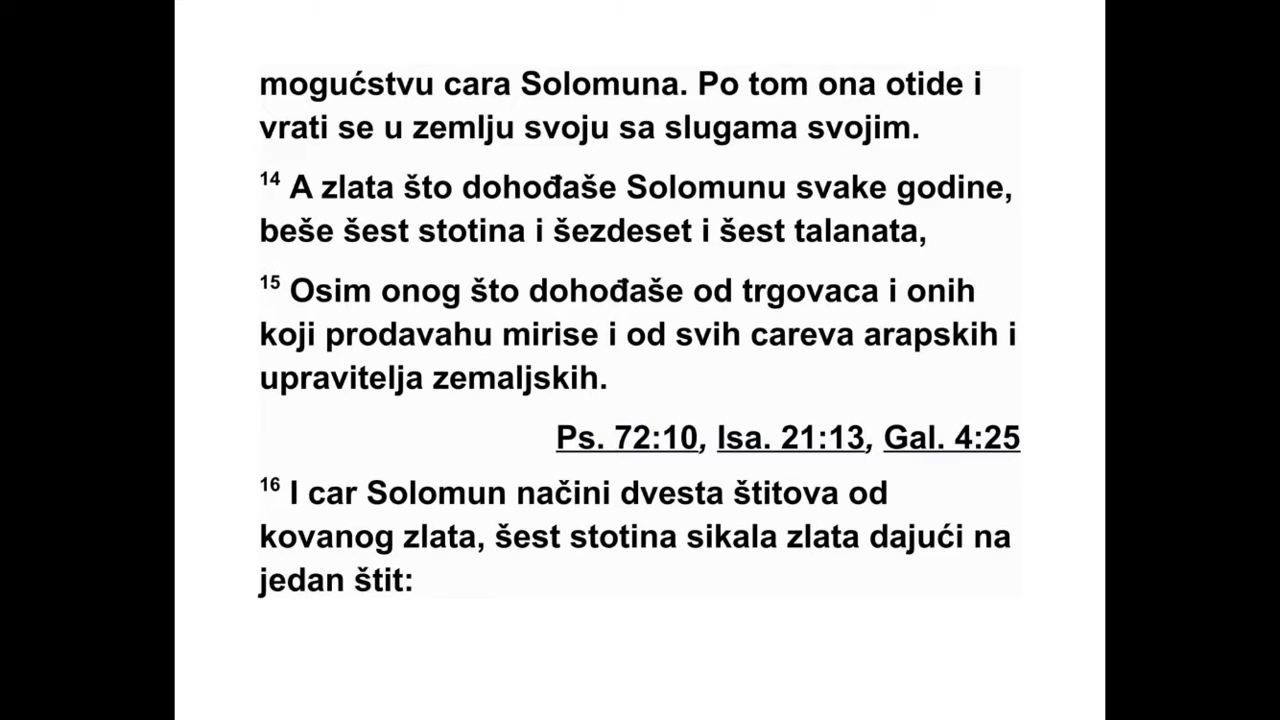 mogućstvu cara Solomuna. Po tom ona otide i
vrati se u zemlju svoju sa slugama svojim.
14 A zlata što dohođaše Solomunu svake godine,
beše šest stotina i šezdeset i šest talanata,
15 Osim onog što dohođaše od trgovaca i onih
koji prodavahu mirise i od svih careva arapskih i
upravitelja zemaljskih.
Ps. 72:10, Isa. 21:13, Gal. 4:25
16 I car Solomun načini dvesta štitova od
kovanog zlata, šest stotina sikala zlata dajući na
jedan štit: